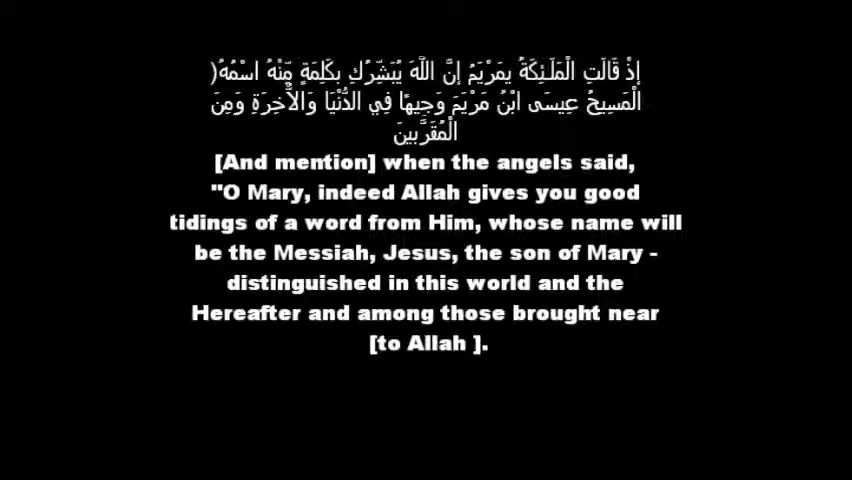 إِذْ قَالَتِ الْمَلَـئِكَةُ يمَرْيَمُ إِنَّ اللَّهَ يُبَشِّرُكِ بِكَلِمَةٍ مِّنْهُ اسْمُهُ(
الْمَسِيحُ عِيسَى ابْنُ مَرْيَمَ وَجِيهًا فِي الدُّنْيَا وَالاٌّخِرَةِ وَمِنَ
الْمُقَرَّبِينَ
[And mention] when the angels said,
"O Mary, indeed Allah gives you good
tidings of a word from Him, whose name will
be the Messiah, Jesus, the son of Mary -
distinguished in this world and the
Hereafter and among those brought near
[to Allah ].